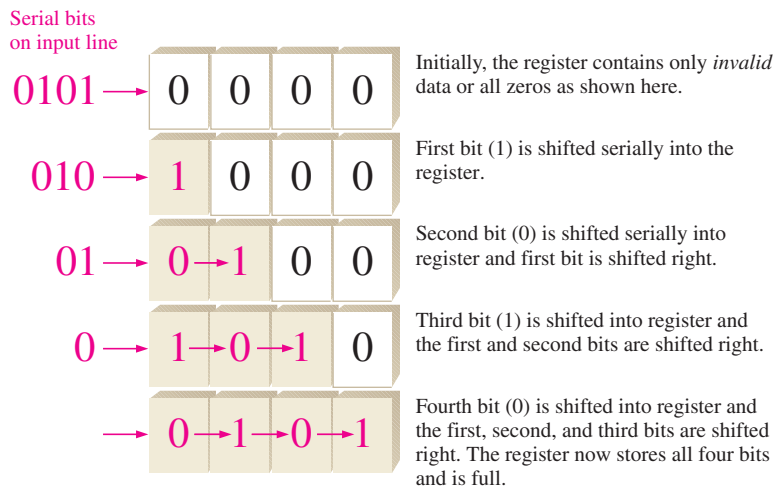 Serial bits
on input line
0101 0 0 0 0
Initially, the register contains only invalid
data or all zeros as shown here.
010 1 0 0 0
First bit (1) is shifted serially into the
register.
01 0 1 0 0
Second bit (0) is shifted serially into
register and first bit is shifted right.
0 1 0 1 0
Third bit (1) is shifted into register and
the first and second bits are shifted right.
0 1 0 1
Fourth bit (0) is shifted into register and
the first, second, and third bits are shifted
right. The register now stores all four bits
and is full.